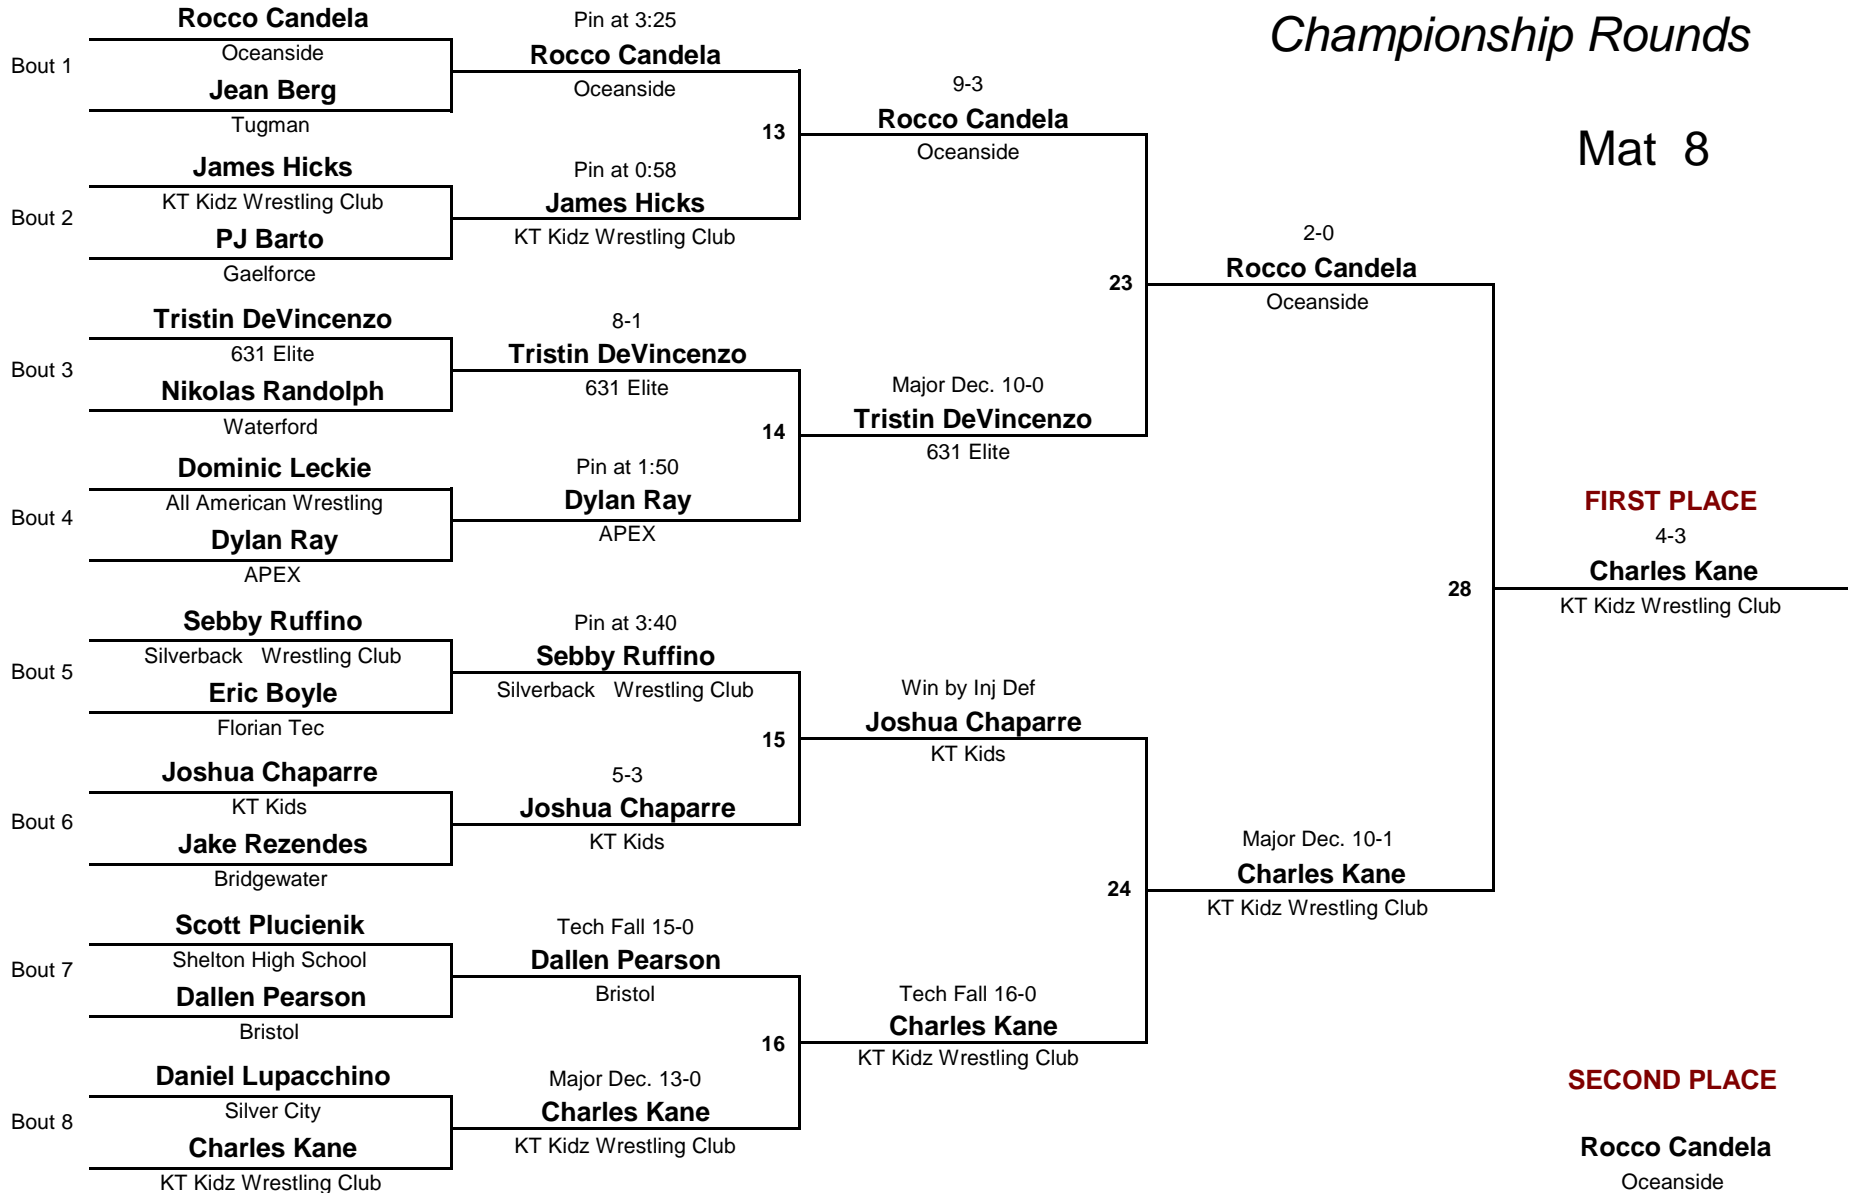 Championship Rounds
Mat 8
Bout 1
Rocco Candela
Oceanside
Jean Berg
Tugman
Bout 2
James Hicks
KT Kidz Wrestling Club
PJ Barto
Gaelforce
Bout 3
Tristin DeVincenzo
631 Elite
Nikolas Randolph
Waterford
Bout 4
Dominic Leckie
All American Wrestling
Dylan Ray
APEX
Bout 5
Sebby Ruffino
Silverback Wrestling Club
Eric Boyle
Florian Tec
Bout 6
Joshua Chaparre
KT Kids
Jake Rezendes
Bridgewater
Bout 7
Scott Plucienik
Shelton High School
Dallen Pearson
Bristol
Bout 8
Daniel Lupacchino
Silver City
Charles Kane
KT Kidz Wrestling Club
Pin at 3:25
Rocco Candela
Oceanside
13
Pin at 0:58
James Hicks
KT Kidz Wrestling Club
8-1
Tristin DeVincenzo
631 Elite
14
Pin at 1:50
Dylan Ray
APEX
Pin at 3:40
Sebby Ruffino
Silverback Wrestling Club
15
5-3
Joshua Chaparre
KT Kids
Tech Fall 15-0
Dallen Pearson
Bristol
16
Major Dec. 13-0
Charles Kane
KT Kidz Wrestling Club
9-3
Rocco Candela
Oceanside
23
Major Dec. 10-0
Tristin DeVincenzo
631 Elite
Win by Inj Def
Joshua Chaparre
KT Kids
24
Tech Fall 16-0
Charles Kane
KT Kidz Wrestling Club
2-0
Rocco Candela
Oceanside
28
Major Dec. 10-1
Charles Kane
KT Kidz Wrestling Club
FIRST PLACE
4-3
Charles Kane
KT Kidz Wrestling Club
SECOND PLACE
Rocco Candela
Oceanside